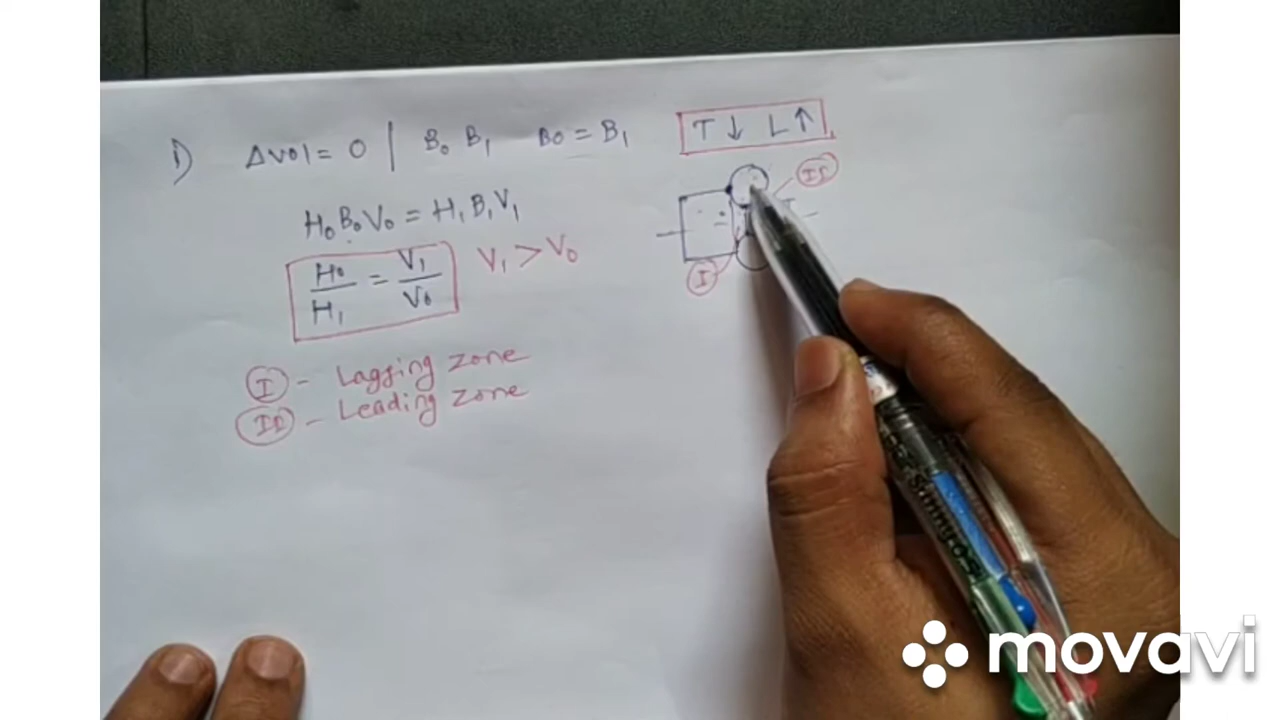 1) ΔVol = 0 | B₀ B₁ B₀ = B₁
T ↓ L ↑
II
H₀B₀V₀ = H₁B₁V₁
H₀/H₁ = V₁/V₀ V₁ > V₀
I
I - Lagging zone
II - Leading zone
movavi